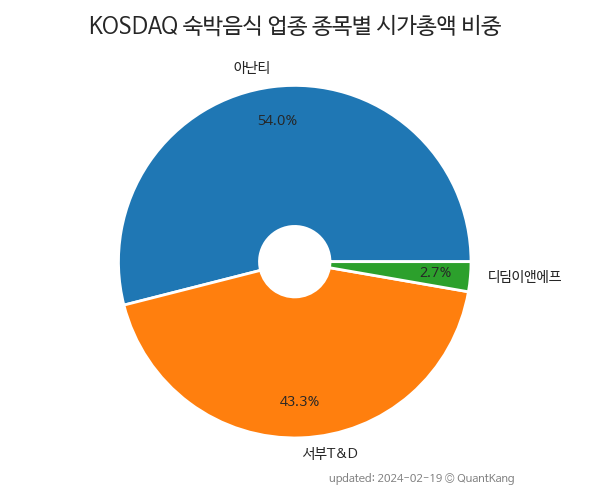 KOSDAQ 숙박음식 업종 종목별 시가총액 비중
아난티
54.0%
2.7%
디딤이앤에프
43.3%
서부T&D
updated: 2024-02-19 © QuantKang